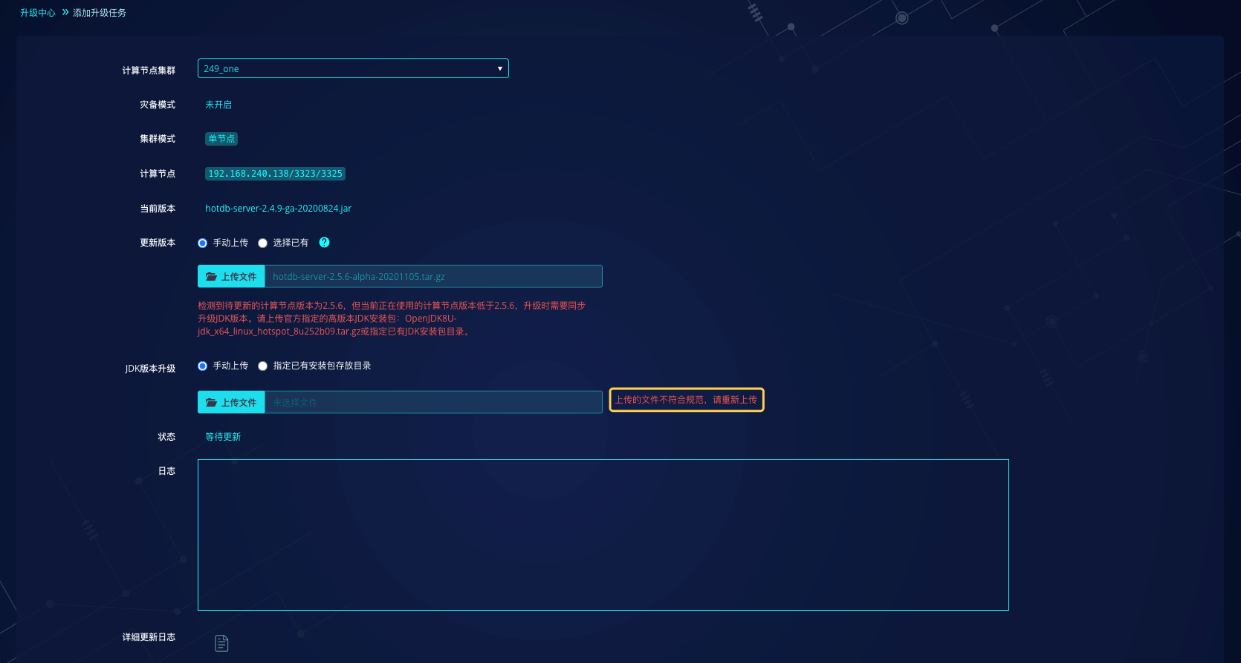 升级中心 » 添加升级任务
计算节点集群 249_one
灾备模式 未开启
集群模式 单节点
计算节点 192.168.240.138/3323/3325
当前版本 hotdb-server-2.4.9-ga-20200824.jar
更新版本 手动上传 选择已有 ?
上传文件 hotdb-server-2.5.6-alpha-20201105.tar.gz
检测到待更新的计算节点版本为2.5.6，但当前正在使用的计算节点版本低于2.5.6，升级时需要同步
升级JDK版本，请上传官方指定的高版本JDK安装包：OpenJDK8U-
jdk_x64_linux_hotspot_8u252b09.tar.gz或指定已有JDK安装包目录。
JDK版本升级 手动上传 指定已有安装包存放目录
上传文件 未选择文件 上传的文件不符合规范，请重新上传
状态 等待更新
日志
详细更新日志